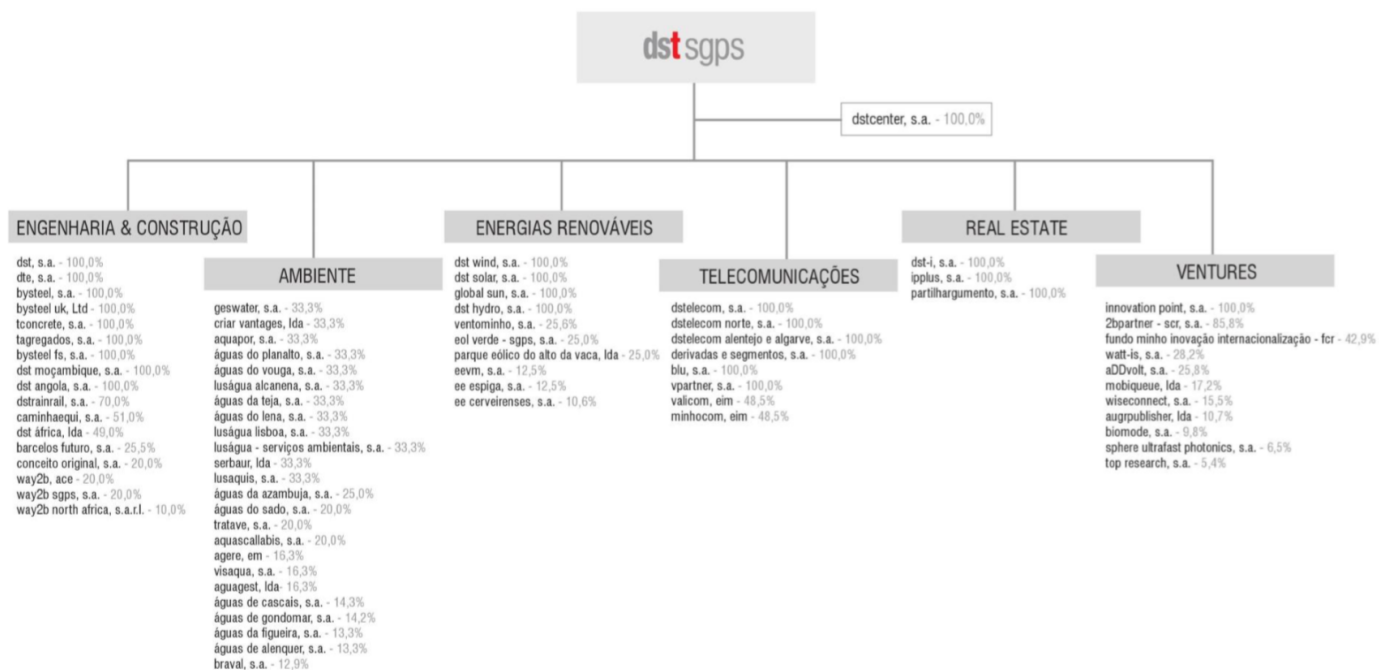 dst sgps
dstcenter, s.a. - 100,0%
ENGENHARIA & CONSTRUÇÃO
dst, s.a. - 100,0%
dte, s.a. - 100,0%
bysteel, s.a. - 100,0%
bysteel uk, Ltd - 100,0%
tconcrete, s.a. - 100,0%
tagregados, s.a. - 100,0%
bysteel fs, s.a. - 100,0%
dst moçambique, s.a. - 100,0%
dst angola, s.a. - 100,0%
dstrainrail, s.a. - 70,0%
caminhaequi, s.a. - 51,0%
dst áfrica, lda - 49,0%
barcelos futuro, s.a. - 25,5%
conceito original, s.a. - 20,0%
way2b, ace - 20,0%
way2b sgps, s.a. - 20,0%
way2b north africa, s.a.r.l. - 10,0%
AMBIENTE
geswater, s.a. - 33,3%
criar vantages, lda - 33,3%
aquapor, s.a. - 33,3%
águas do planalto, s.a. - 33,3%
águas do vouga, s.a. - 33,3%
luságua alcanena, s.a. - 33,3%
águas da teja, s.a. - 33,3%
águas do lena, s.a. - 33,3%
luságua lisboa, s.a. - 33,3%
luságua - serviços ambientais, s.a. - 33,3%
serbaur, lda - 33,3%
lusaquis, s.a. - 33,3%
águas da azambuja, s.a. - 25,0%
águas do sado, s.a. - 20,0%
tratave, s.a. - 20,0%
aquascallabis, s.a. - 20,0%
agere, em - 16,3%
visaqua, s.a. - 16,3%
aguagest, lda- 16,3%
águas de cascais, s.a. - 14,3%
águas de gondomar, s.a. - 14,2%
águas da figueira, s.a. - 13,3%
águas de alenquer, s.a. - 13,3%
braval, s.a. - 12,9%
ENERGIAS RENOVÁVEIS
dst wind, s.a. - 100,0%
dst solar, s.a. - 100,0%
global sun, s.a. - 100,0%
dst hydro, s.a. - 100,0%
ventominho, s.a. - 25,6%
eol verde - sgps, s.a. - 25,0%
parque eólico do alto da vaca, lda - 25,0%
eevm, s.a. - 12,5%
ee espiga, s.a. - 12,5%
ee cerveirenses, s.a. - 10,6%
TELECOMUNICAÇÕES
dstelecom, s.a. - 100,0%
dstelecom norte, s.a. - 100,0%
dstelecom alentejo e algarve, s.a. - 100,0%
derivadas e segmentos, s.a. - 100,0%
blu, s.a. - 100,0%
vpartner, s.a. - 100,0%
valicom, eim - 48,5%
minhocom, eim - 48,5%
REAL ESTATE
dst-i, s.a. - 100,0%
ipplus, s.a. - 100,0%
partilhargumento, s.a. - 100,0%
VENTURES
innovation point, s.a. - 100,0%
2bpartner - scr, s.a. - 85,8%
fundo minho inovação internacionalização - fcr - 42,9%
watt-is, s.a. - 28,2%
aDDvolt, s.a. - 25,8%
mobiqueue, lda - 17,2%
wiseconnect, s.a. - 15,5%
augrpublisher, lda - 10,7%
biomode, s.a. - 9,8%
sphere ultrafast photonics, s.a. - 6,5%
top research, s.a. - 5,4%